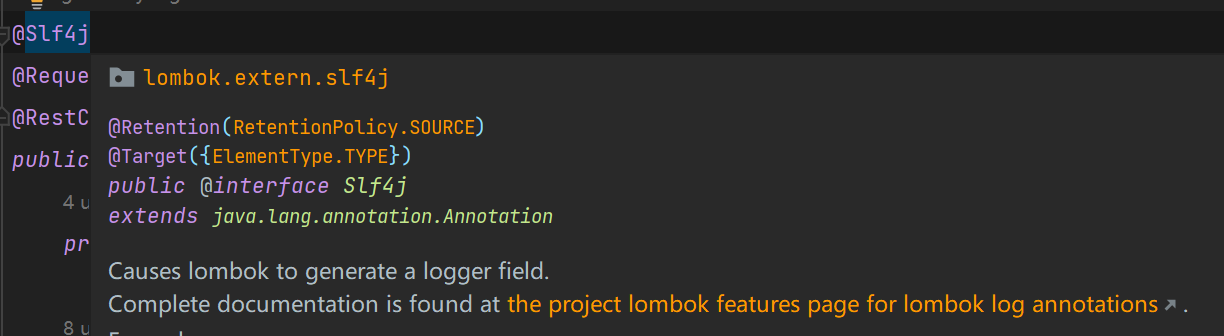 @Slf4j
@Reque
@RestC
public
4 u
pr
8 u
lombok.extern.slf4j
@Retention(RetentionPolicy.SOURCE)
@Target({ElementType.TYPE})
public @interface Slf4j
extends java.lang.annotation.Annotation
Causes lombok to generate a logger field.
Complete documentation is found at the project lombok features page for lombok log annotations↗.